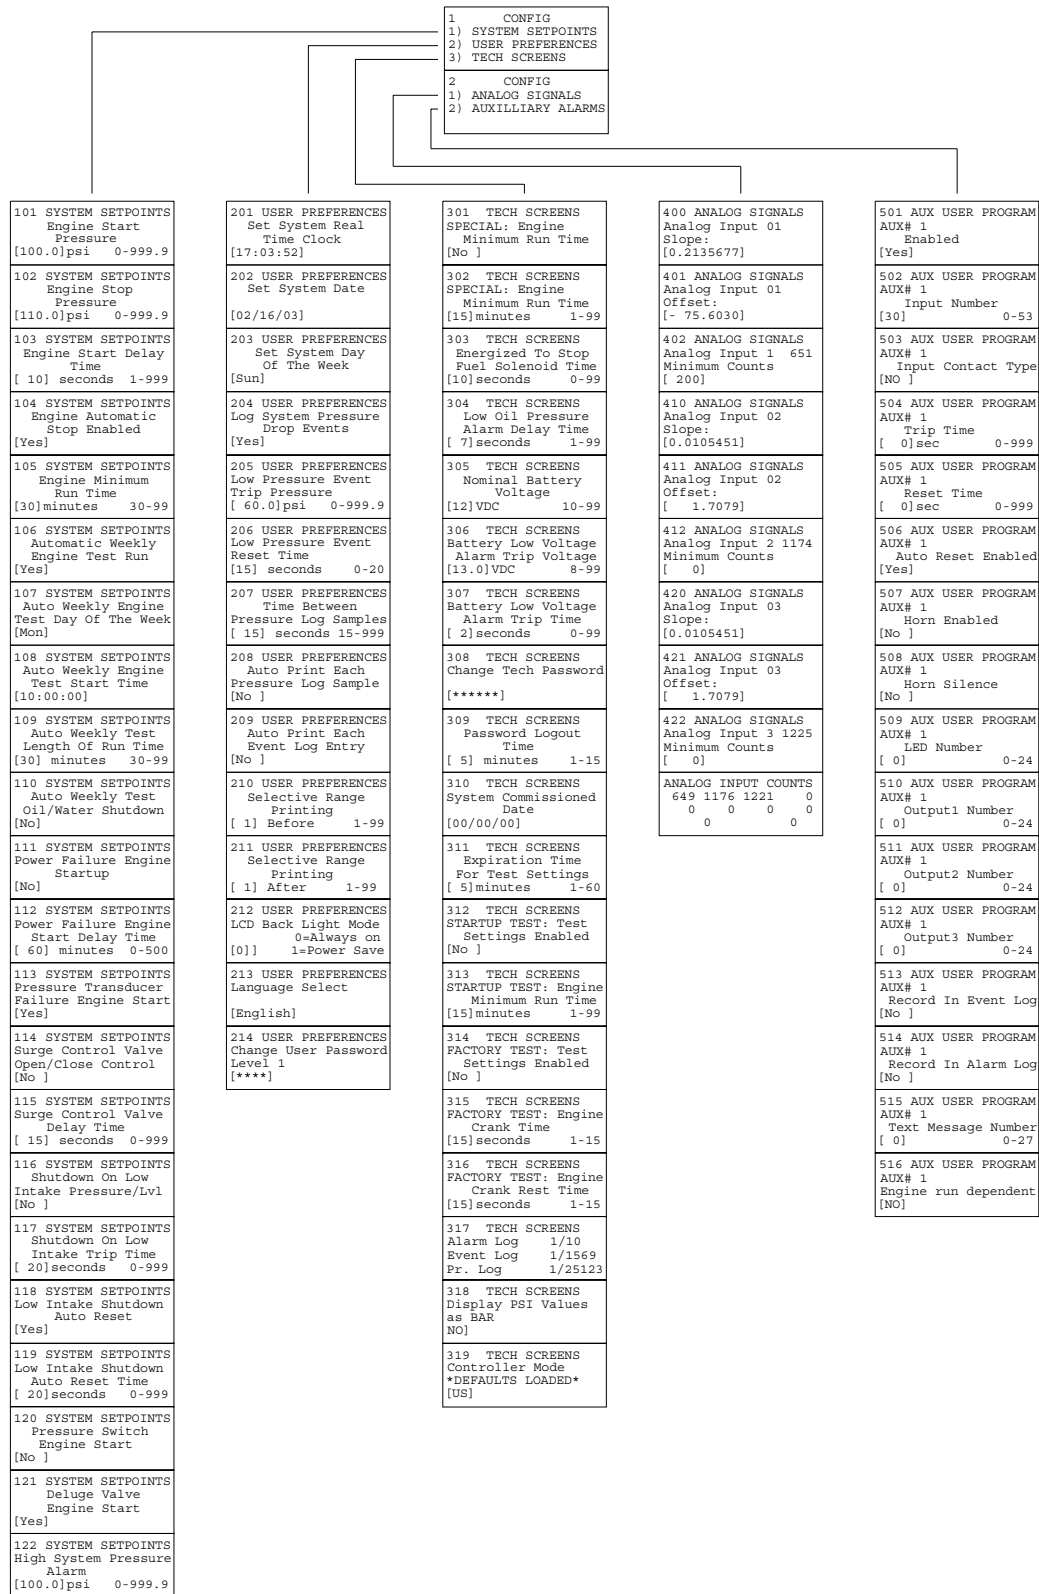 1      CONFIG
1) SYSTEM SETPOINTS
2) USER PREFERENCES
3) TECH SCREENS
2      CONFIG
1) ANALOG SIGNALS
2) AUXILLIARY ALARMS
101 SYSTEM SETPOINTS
Engine Start
Pressure
[100.0]psi 0-999.9
102 SYSTEM SETPOINTS
Engine Stop
Pressure
[110.0]psi 0-999.9
103 SYSTEM SETPOINTS
Engine Start Delay
Time
[ 10] seconds 1-999
104 SYSTEM SETPOINTS
Engine Automatic
Stop Enabled
[Yes]
105 SYSTEM SETPOINTS
Engine Minimum
Run Time
[30]minutes 30-99
106 SYSTEM SETPOINTS
Automatic Weekly
Engine Test Run
[Yes]
107 SYSTEM SETPOINTS
Auto Weekly Engine
Test Day Of The Week
[Mon]
108 SYSTEM SETPOINTS
Auto Weekly Engine
Test Start Time
[10:00:00]
109 SYSTEM SETPOINTS
Auto Weekly Test
Length Of Run Time
[30] minutes 30-99
110 SYSTEM SETPOINTS
Auto Weekly Test
Oil/Water Shutdown
[No]
111 SYSTEM SETPOINTS
Power Failure Engine
Startup
[No]
112 SYSTEM SETPOINTS
Power Failure Engine
Start Delay Time
[ 60] minutes 0-500
113 SYSTEM SETPOINTS
Pressure Transducer
Failure Engine Start
[Yes]
114 SYSTEM SETPOINTS
Surge Control Valve
Open/Close Control
[No ]
115 SYSTEM SETPOINTS
Surge Control Valve
Delay Time
[ 15] seconds 0-999
116 SYSTEM SETPOINTS
Shutdown On Low
Intake Pressure/Lvl
[No ]
117 SYSTEM SETPOINTS
Shutdown On Low
Intake Trip Time
[ 20]seconds 0-999
118 SYSTEM SETPOINTS
Low Intake Shutdown
Auto Reset
[Yes]
119 SYSTEM SETPOINTS
Low Intake Shutdown
Auto Reset Time
[ 20]seconds 0-999
120 SYSTEM SETPOINTS
Pressure Switch
Engine Start
[No ]
121 SYSTEM SETPOINTS
Deluge Valve
Engine Start
[Yes]
122 SYSTEM SETPOINTS
High System Pressure
Alarm
[100.0]psi 0-999.9
201 USER PREFERENCES
Set System Real
Time Clock
[17:03:52]
202 USER PREFERENCES
Set System Date
[02/16/03]
203 USER PREFERENCES
Set System Day
Of The Week
[Sun]
204 USER PREFERENCES
Log System Pressure
Drop Events
[Yes]
205 USER PREFERENCES
Low Pressure Event
Trip Pressure
[ 60.0]psi 0-999.9
206 USER PREFERENCES
Low Pressure Event
Reset Time
[15] seconds 0-20
207 USER PREFERENCES
Time Between
Pressure Log Samples
[ 15] seconds 15-999
208 USER PREFERENCES
Auto Print Each
Pressure Log Sample
[No ]
209 USER PREFERENCES
Auto Print Each
Event Log Entry
[No ]
210 USER PREFERENCES
Selective Range
Printing
[ 1] Before 1-99
211 USER PREFERENCES
Selective Range
Printing
[ 1] After 1-99
212 USER PREFERENCES
LCD Back Light Mode
0=Always on
[0]] 1=Power Save
213 USER PREFERENCES
Language Select
[English]
214 USER PREFERENCES
Change User Password
Level 1
[****]
301 TECH SCREENS
SPECIAL: Engine
Minimum Run Time
[No ]
302 TECH SCREENS
SPECIAL: Engine
Minimum Run Time
[15]minutes 1-99
303 TECH SCREENS
Energized To Stop
Fuel Solenoid Time
[10]seconds 0-99
304 TECH SCREENS
Low Oil Pressure
Alarm Delay Time
[ 7]seconds 1-99
305 TECH SCREENS
Nominal Battery
Voltage
[12]VDC 10-99
306 TECH SCREENS
Battery Low Voltage
Alarm Trip Voltage
[13.0]VDC 8-99
307 TECH SCREENS
Battery Low Voltage
Alarm Trip Time
[ 2]seconds 0-99
308 TECH SCREENS
Change Tech Password
[******]
309 TECH SCREENS
Password Logout
Time
[ 5] minutes 1-15
310 TECH SCREENS
System Commissioned
Date
[00/00/00]
311 TECH SCREENS
Expiration Time
For Test Settings
[ 5]minutes 1-60
312 TECH SCREENS
STARTUP TEST: Test
Settings Enabled
[No ]
313 TECH SCREENS
STARTUP TEST: Engine
Minimum Run Time
[15]minutes 1-99
314 TECH SCREENS
FACTORY TEST: Test
Settings Enabled
[No ]
315 TECH SCREENS
FACTORY TEST: Engine
Crank Time
[15]seconds 1-15
316 TECH SCREENS
FACTORY TEST: Engine
Crank Rest Time
[15]seconds 1-15
317 TECH SCREENS
Alarm Log 1/10
Event Log 1/1569
Pr. Log 1/25123
318 TECH SCREENS
Display PSI Values
as BAR
NO]
319 TECH SCREENS
Controller Mode
*DEFAULTS LOADED*
[US]
400 ANALOG SIGNALS
Analog Input 01
Slope:
[0.2135677]
401 ANALOG SIGNALS
Analog Input 01
Offset:
[- 75.6030]
402 ANALOG SIGNALS
Analog Input 1 651
Minimum Counts
[ 200]
410 ANALOG SIGNALS
Analog Input 02
Slope:
[0.0105451]
411 ANALOG SIGNALS
Analog Input 02
Offset:
[ 1.7079]
412 ANALOG SIGNALS
Analog Input 2 1174
Minimum Counts
[ 0]
420 ANALOG SIGNALS
Analog Input 03
Slope:
[0.0105451]
421 ANALOG SIGNALS
Analog Input 03
Offset:
[ 1.7079]
422 ANALOG SIGNALS
Analog Input 3 1225
Minimum Counts
[ 0]
ANALOG INPUT COUNTS
649 1176 1221 0
0 0 0 0
0 0
501 AUX USER PROGRAM
AUX# 1
Enabled
[Yes]
502 AUX USER PROGRAM
AUX# 1
Input Number
[30] 0-53
503 AUX USER PROGRAM
AUX# 1
Input Contact Type
[NO ]
504 AUX USER PROGRAM
AUX# 1
Trip Time
[ 0]sec 0-999
505 AUX USER PROGRAM
AUX# 1
Reset Time
[ 0]sec 0-999
506 AUX USER PROGRAM
AUX# 1
Auto Reset Enabled
[Yes]
507 AUX USER PROGRAM
AUX# 1
Horn Enabled
[No ]
508 AUX USER PROGRAM
AUX# 1
Horn Silence
[No ]
509 AUX USER PROGRAM
AUX# 1
LED Number
[ 0] 0-24
510 AUX USER PROGRAM
AUX# 1
Output1 Number
[ 0] 0-24
511 AUX USER PROGRAM
AUX# 1
Output2 Number
[ 0] 0-24
512 AUX USER PROGRAM
AUX# 1
Output3 Number
[ 0] 0-24
513 AUX USER PROGRAM
AUX# 1
Record In Event Log
[No ]
514 AUX USER PROGRAM
AUX# 1
Record In Alarm Log
[No ]
515 AUX USER PROGRAM
AUX# 1
Text Message Number
[ 0] 0-27
516 AUX USER PROGRAM
AUX# 1
Engine run dependent
[NO]